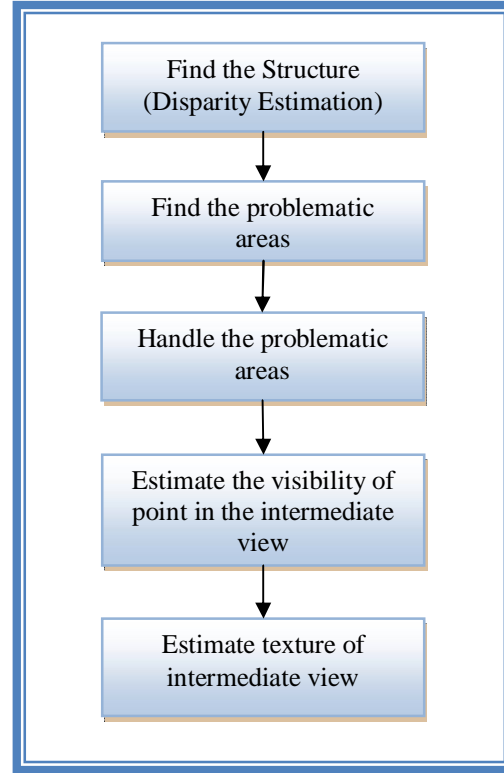 Find the Structure
(Disparity Estimation)
Find the problematic
areas
Handle the problematic
areas
Estimate the visibility of
point in the intermediate
view
Estimate texture of
intermediate view